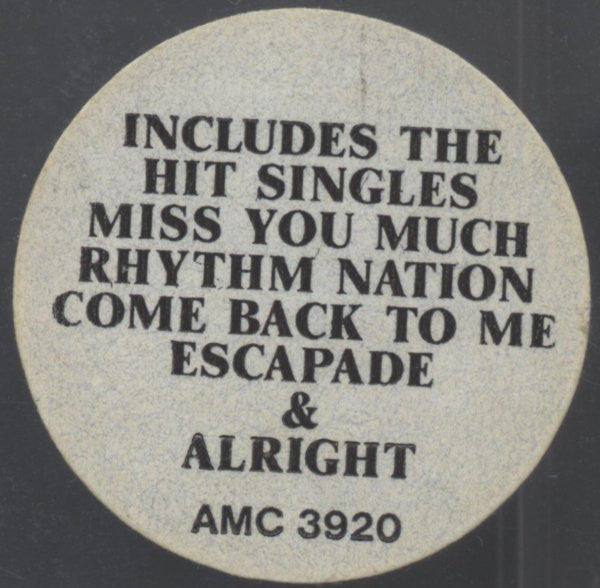 INCLUDES THE
HIT SINGLES
MISS YOU MUCH
RHYTHM NATION
COME BACK TO ME
ESCAPADE
&
ALRIGHT
AMC 3920